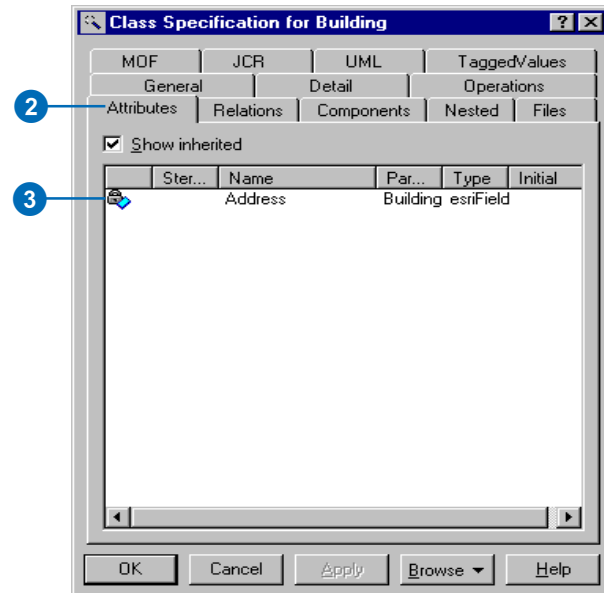 Class Specification for Building
MOF JCR UML TaggedValues
General Detail Operations
2 Attributes Relations Components Nested Files
Show inherited
Ster... Name Par... Type Initial
3 Address Building esriField
OK Cancel Apply Browse Help